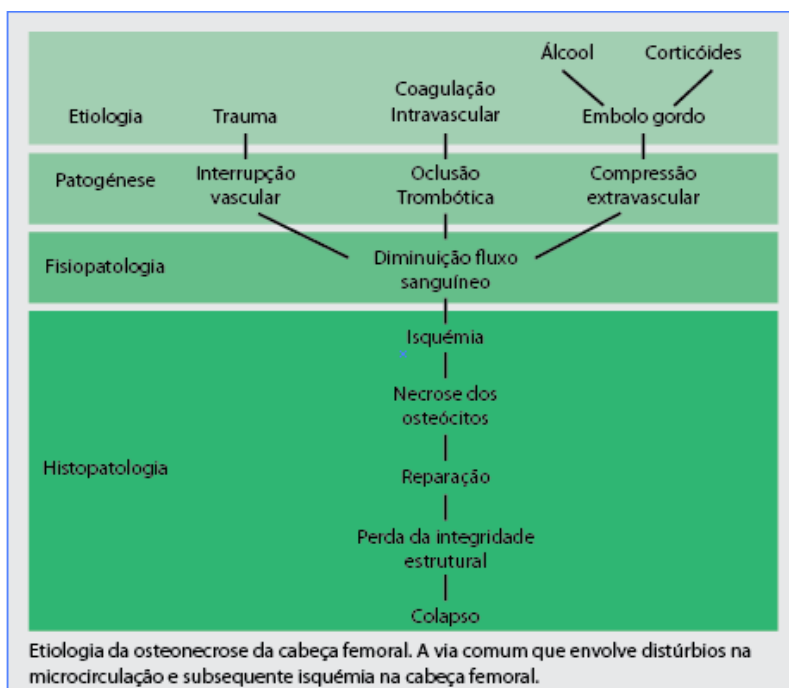 Álcool Corticóides
Coagulação
Etiologia Trauma Intravascular Embolo gordo
Patogénese Interrupção Oclusão Compressão
vascular Trombótica extravascular
Fisiopatologia Diminuição fluxo
sanguíneo
Isquémia
Necrose dos
osteócitos
Histopatologia Reparação
Perda da integridade
estrutural
Colapso
Etiologia da osteonecrose da cabeça femoral. A via comum que envolve distúrbios na
microcirculação e subsequente isquémia na cabeça femoral.